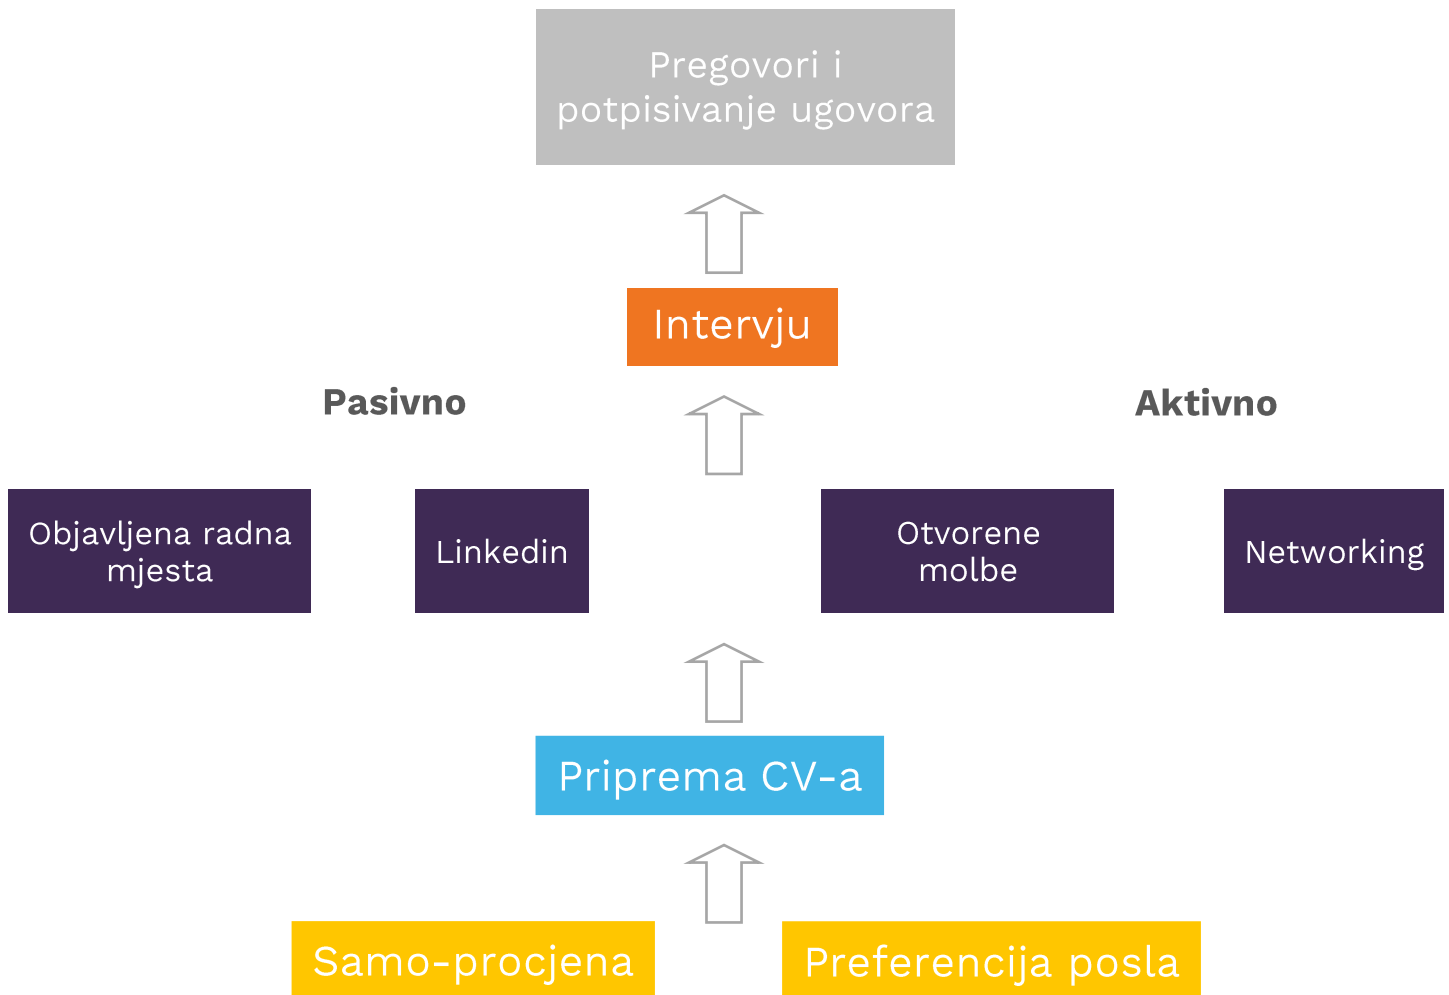 Pregovori i
potpisivanje ugovora
Intervju
Pasivno
Aktivno
Objavljena radna
mjesta
Linkedin
Otvorene
molbe
Networking
Priprema CV-a
Samo-procjena
Preferencija posla